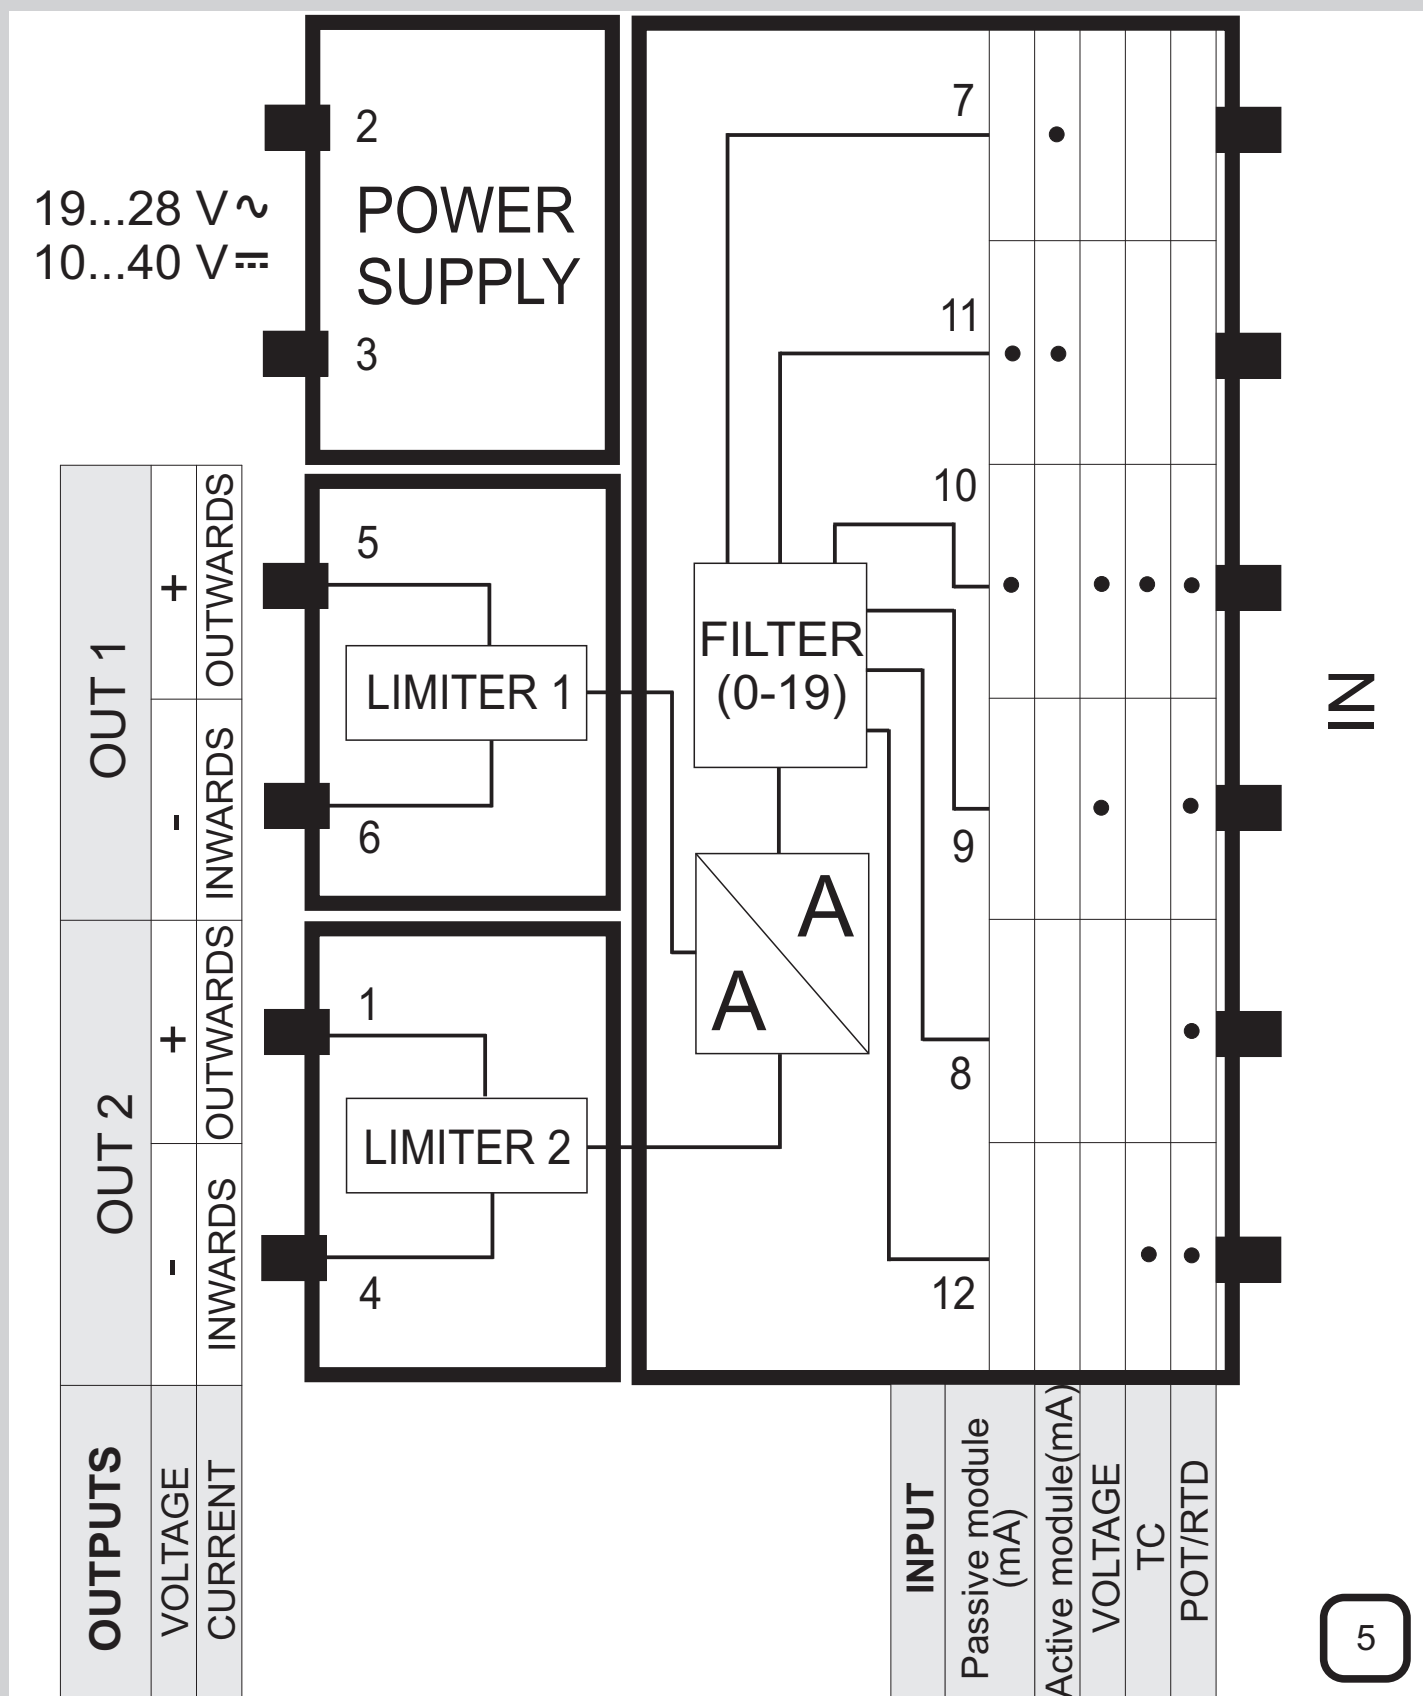 19...28 V ~
10...40 V ⎓
2
POWER
SUPPLY
3
OUT 1
+
OUTWARDS
-
INWARDS
5
LIMITER 1
6
OUT 2
+
OUTWARDS
-
INWARDS
1
LIMITER 2
4
OUTPUTS
VOLTAGE
CURRENT
7
11
10
FILTER
(0-19)
9
A
A
8
12
IN
INPUT
Passive module
(mA)
Active module(mA)
VOLTAGE
TC
POT/RTD
5